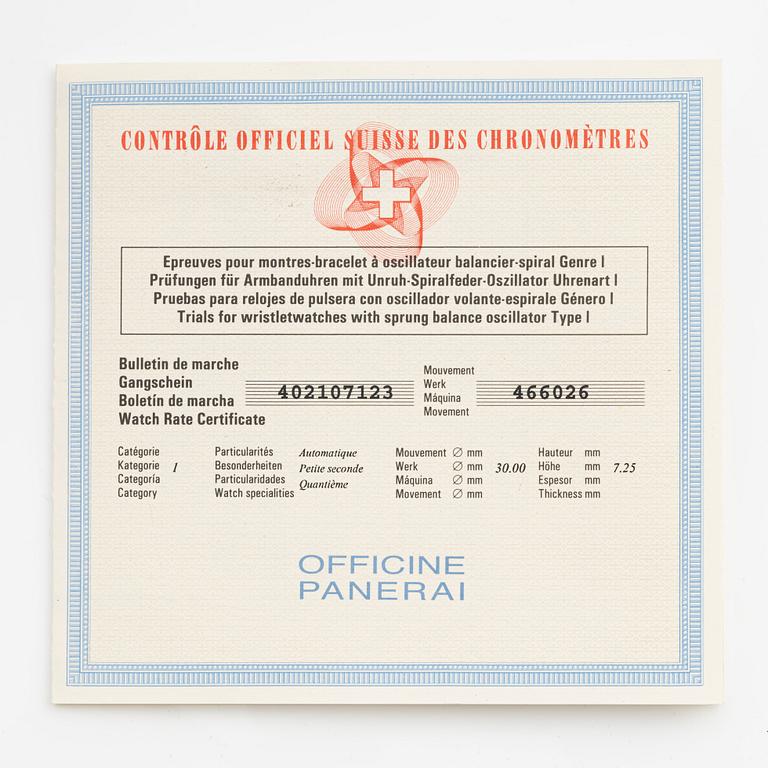 CONTRÔLE OFFICIEL SUISSE DES CHRONOMÈTRES
Epreuves pour montres-bracelet à oscillateur balancier-spiral Genre I
Prüfungen für Armbanduhren mit Unruh-Spiralfeder-Oszillator Uhrenart I
Pruebas para relojes de pulsera con oscillador volante-espirale Género I
Trials for wristletwatches with sprung balance oscillator Type I
Bulletin de marche
Gangschein
Boletín de marcha
Watch Rate Certificate
402107123
Mouvement
Werk
Máquina
Movement
466026
Catégorie
Kategorie
Categoría
Category
1
Particularités
Besonderheiten
Particularidades
Watch specialities
Automatique
Petite seconde
Quantième
Mouvement ∅ mm
Werk ∅ mm
Máquina ∅ mm
Movement ∅ mm
30.00
Hauteur mm
Höhe mm
Espesor mm
Thickness mm
7.25
OFFICINE
PANERAI